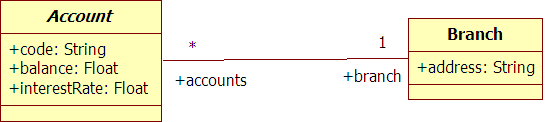 Account
+code: String
+balance: Float
+interestRate: Float
*
+accounts
1
+branch
Branch
+address: String